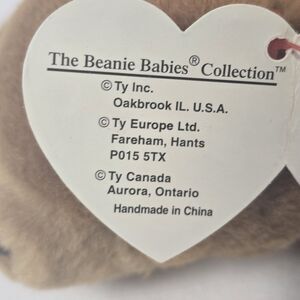 The Beanie Babies® Collection™
© Ty Inc.
Oakbrook IL. U.S.A.
© Ty Europe Ltd.
Fareham, Hants
P015 5TX
© Ty Canada
Aurora, Ontario
Handmade in China